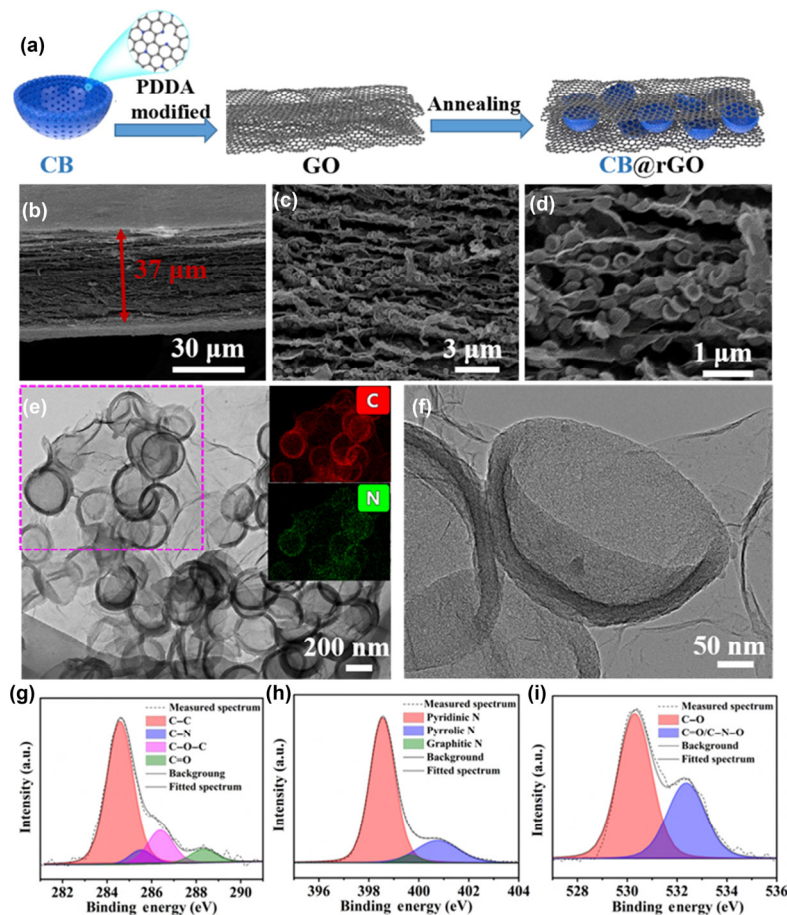 (a)
PDDA
modified
Annealing
CB
GO
CB@rGO
(b)
37 μm
30 μm
(c)
3 μm
(d)
1 μm
(e)
C
N
200 nm
(f)
50 nm
(g)
Measured spectrum
C−C
C−N
C−O−C
C=O
Backgroung
Fitted spectrum
Intensity (a.u.)
282 284 286 288 290
Binding energy (eV)
(h)
Measured spectrum
Pyridinic N
Pyrrolic N
Graphitic N
Background
Fitted spectrum
Intensity (a.u.)
396 398 400 402 404
Binding energy (eV)
(i)
Measured spectrum
C−O
C=O/C−N−O
Background
Fitted spectrum
Intensity (a.u.)
528 530 532 534 536
Binding energy (eV)